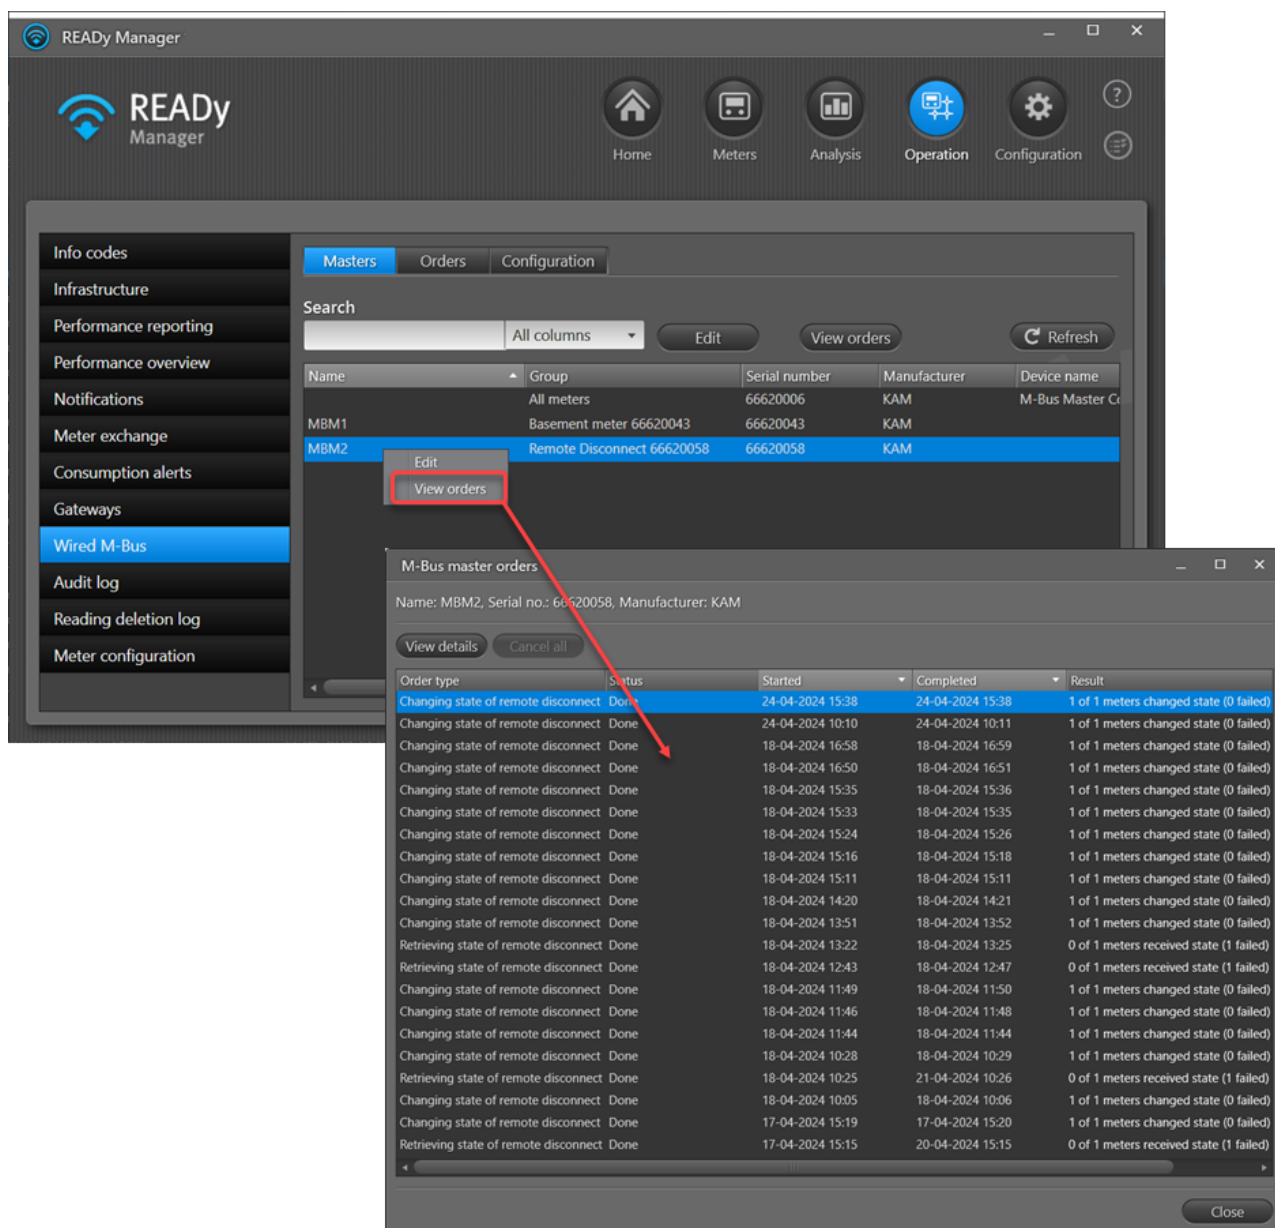 READy Manager
READy
Manager
Home Meters Analysis Operation Configuration
?
Info codes
Infrastructure
Performance reporting
Performance overview
Notifications
Meter exchange
Consumption alerts
Gateways
Wired M-Bus
Audit log
Reading deletion log
Meter configuration
Masters Orders Configuration
Search
All columns Edit View orders Refresh
Name Group Serial number Manufacturer Device name
All meters 66620006 KAM M-Bus Master Co
MBM1 Basement meter 66620043 66620043 KAM
MBM2 Remote Disconnect 66620058 66620058 KAM
Edit
View orders
M-Bus master orders
Name: MBM2, Serial no.: 66620058, Manufacturer: KAM
View details Cancel all
Order type Status Started Completed Result
Changing state of remote disconnect Done 24-04-2024 15:38 24-04-2024 15:38 1 of 1 meters changed state (0 failed)
Changing state of remote disconnect Done 24-04-2024 10:10 24-04-2024 10:11 1 of 1 meters changed state (0 failed)
Changing state of remote disconnect Done 18-04-2024 16:58 18-04-2024 16:59 1 of 1 meters changed state (0 failed)
Changing state of remote disconnect Done 18-04-2024 16:50 18-04-2024 16:51 1 of 1 meters changed state (0 failed)
Changing state of remote disconnect Done 18-04-2024 15:35 18-04-2024 15:36 1 of 1 meters changed state (0 failed)
Changing state of remote disconnect Done 18-04-2024 15:33 18-04-2024 15:35 1 of 1 meters changed state (0 failed)
Changing state of remote disconnect Done 18-04-2024 15:24 18-04-2024 15:26 1 of 1 meters changed state (0 failed)
Changing state of remote disconnect Done 18-04-2024 15:16 18-04-2024 15:18 1 of 1 meters changed state (0 failed)
Changing state of remote disconnect Done 18-04-2024 15:11 18-04-2024 15:11 1 of 1 meters changed state (0 failed)
Changing state of remote disconnect Done 18-04-2024 14:20 18-04-2024 14:21 1 of 1 meters changed state (0 failed)
Changing state of remote disconnect Done 18-04-2024 13:51 18-04-2024 13:52 1 of 1 meters changed state (0 failed)
Retrieving state of remote disconnect Done 18-04-2024 13:22 18-04-2024 13:25 0 of 1 meters received state (1 failed)
Retrieving state of remote disconnect Done 18-04-2024 12:43 18-04-2024 12:47 0 of 1 meters received state (1 failed)
Changing state of remote disconnect Done 18-04-2024 11:49 18-04-2024 11:50 1 of 1 meters changed state (0 failed)
Changing state of remote disconnect Done 18-04-2024 11:46 18-04-2024 11:48 1 of 1 meters changed state (0 failed)
Changing state of remote disconnect Done 18-04-2024 11:44 18-04-2024 11:44 1 of 1 meters changed state (0 failed)
Changing state of remote disconnect Done 18-04-2024 10:28 18-04-2024 10:29 1 of 1 meters changed state (0 failed)
Retrieving state of remote disconnect Done 18-04-2024 10:25 21-04-2024 10:26 0 of 1 meters received state (1 failed)
Changing state of remote disconnect Done 18-04-2024 10:05 18-04-2024 10:06 1 of 1 meters changed state (0 failed)
Changing state of remote disconnect Done 17-04-2024 15:19 17-04-2024 15:20 1 of 1 meters changed state (0 failed)
Retrieving state of remote disconnect Done 17-04-2024 15:15 20-04-2024 15:15 0 of 1 meters received state (1 failed)
Close